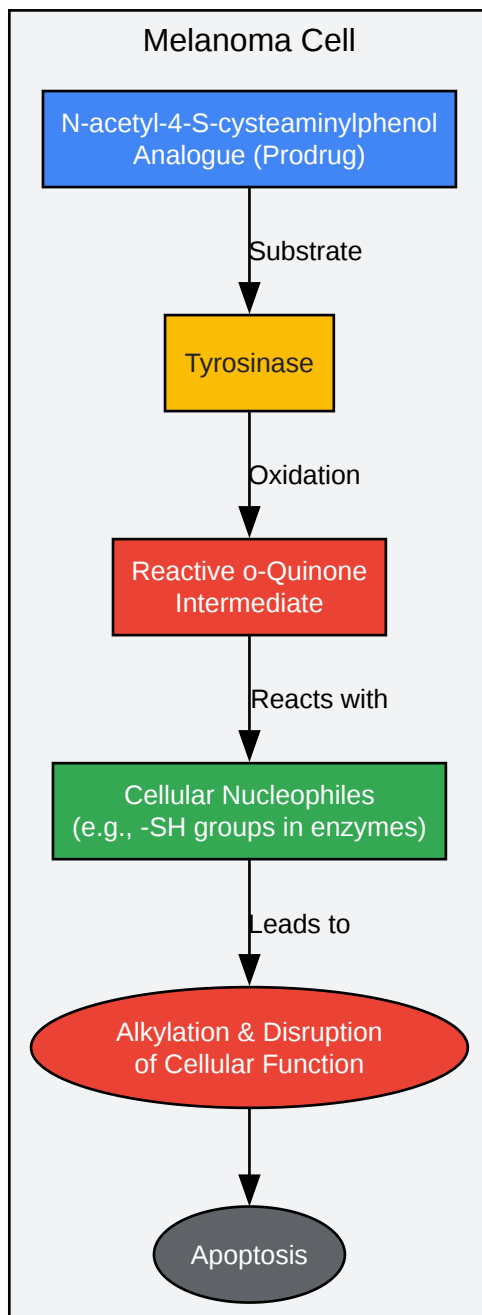 Melanoma Cell
N-acetyl-4-S-cysteaminylphenol
Analogue (Prodrug)
Substrate
Tyrosinase
Oxidation
Reactive o-Quinone
Intermediate
Reacts with
Cellular Nucleophiles
(e.g., -SH groups in enzymes)
Leads to
Alkylation & Disruption
of Cellular Function
Apoptosis